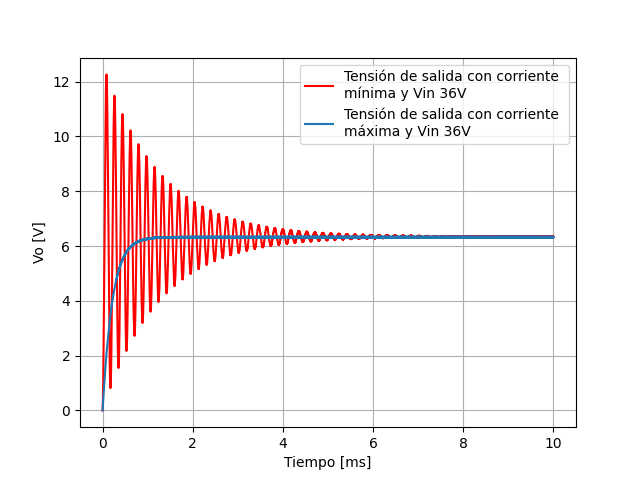 Tensión de salida con corriente
mínima y Vin 36V
Tensión de salida con corriente
máxima y Vin 36V
Vo [V]
12
10
8
6
4
2
0
0 2 4 6 8 10
Tiempo [ms]